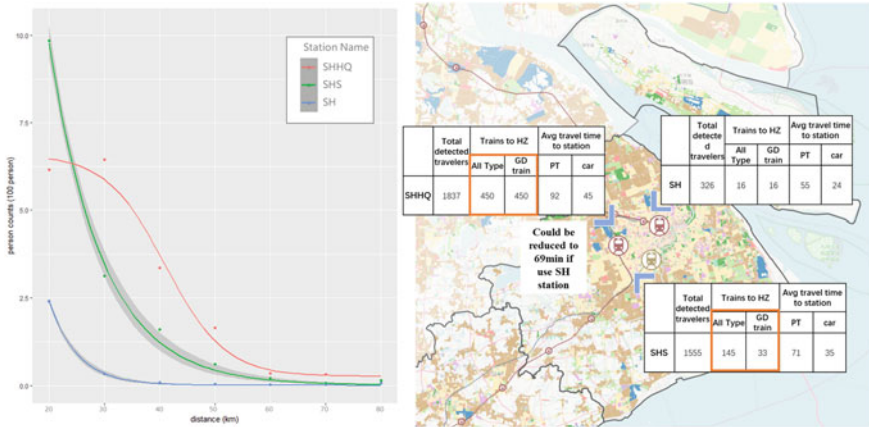 10.0
7.5
5.0
2.5
0.0
person counts (100 person)
20
30
40
50
60
70
80
distance (km)
Station Name
SHHQ
SHS
SH
Total detected travelers
Trains to HZ
Avg travel time to station
All Type
GD train
PT
car
SHHQ
1837
450
450
92
45
Total detecte d travelers
Trains to HZ
Avg travel time to station
All Type
GD train
PT
car
SH
326
16
16
55
24
Could be
reduced to
69min if
use SH
station
Total detected travelers
Trains to HZ
Avg travel time to station
All Type
GD train
PT
car
SHS
1555
145
33
71
35